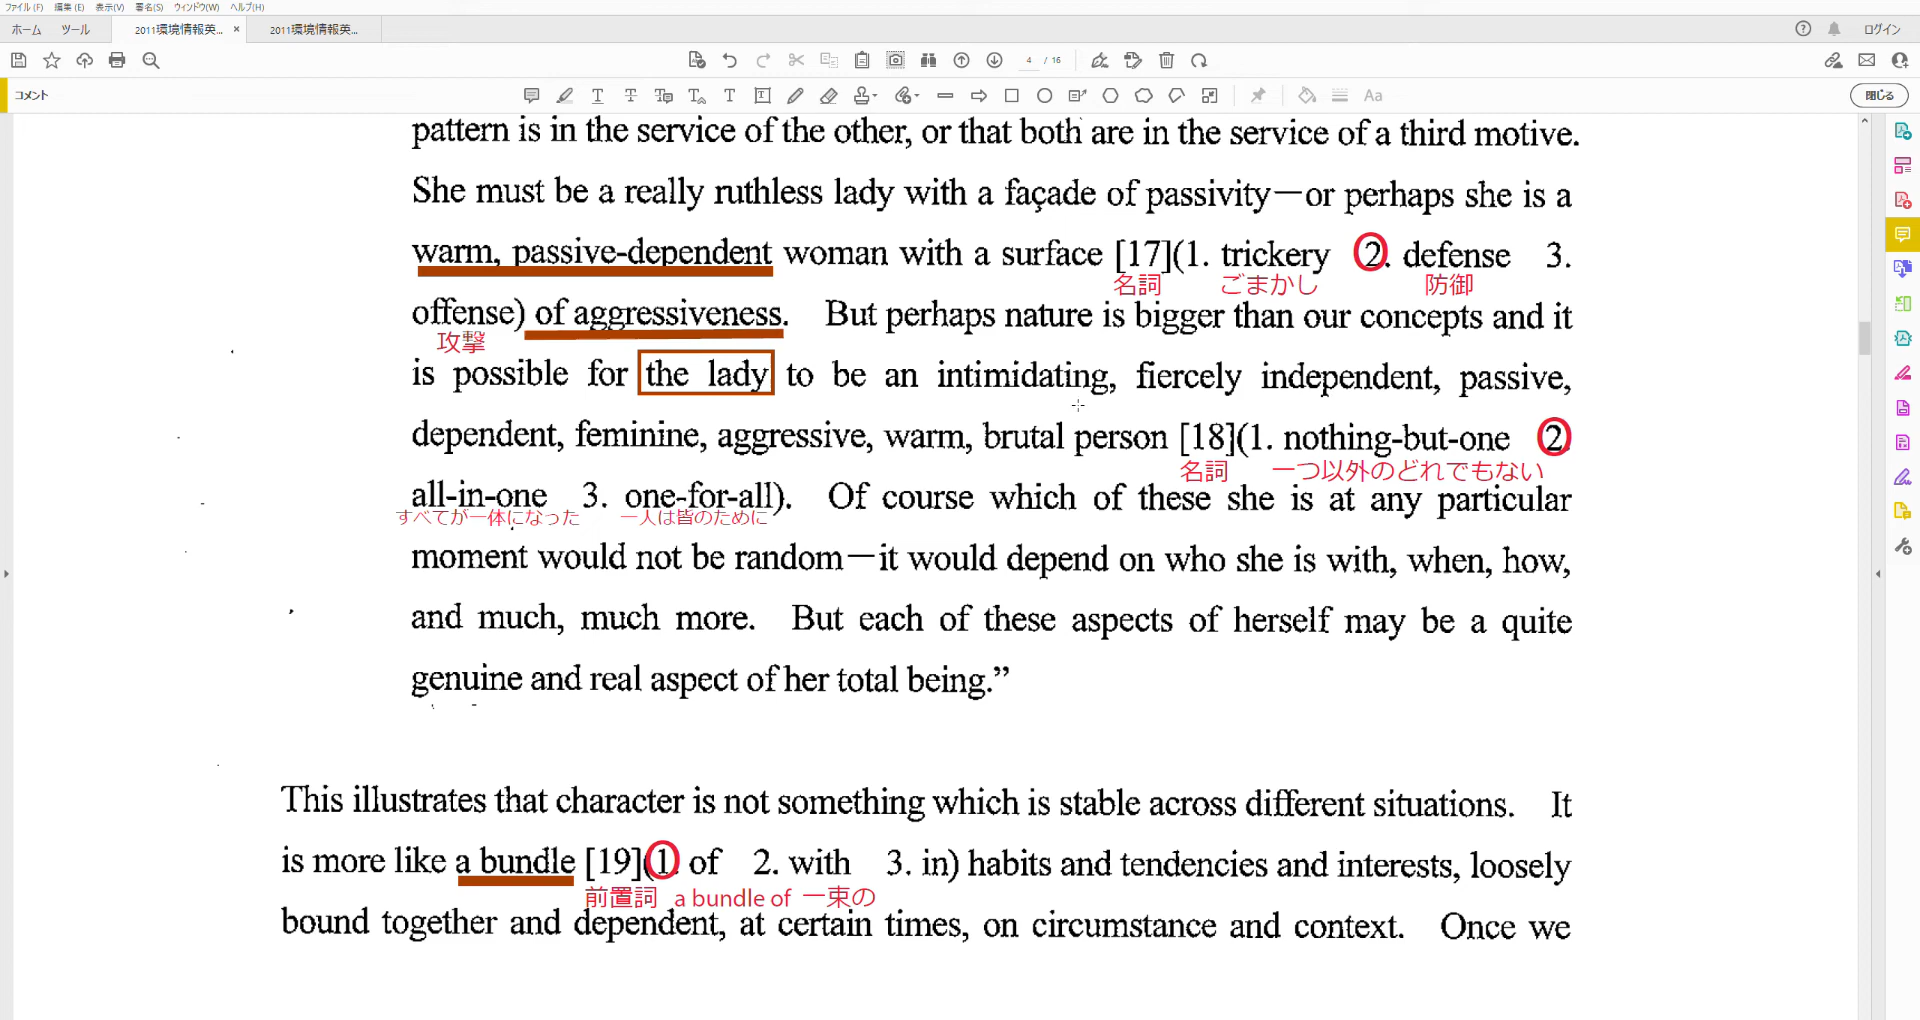 ファイル(F) 編集(E) 表示(V) 署名(S) ウィンドウ(W) ヘルプ(H)
ホーム ツール 2011環境情報英... × 2011環境情報英... ログイン
4 / 16
コメント Aa 閉じる
pattern is in the service of the other, or that both are in the service of a third motive.
She must be a really ruthless lady with a façade of passivity—or perhaps she is a
warm, passive-dependent woman with a surface [17](1. trickery 2. defense 3.
名詞 ごまかし 防御
offense) of aggressiveness. But perhaps nature is bigger than our concepts and it
攻撃
is possible for the lady to be an intimidating, fiercely independent, passive,
dependent, feminine, aggressive, warm, brutal person [18](1. nothing-but-one 2
名詞 一つ以外のどれでもない
all-in-one 3. one-for-all). Of course which of these she is at any particular
すべてが一体になった 一人は皆のために
moment would not be random—it would depend on who she is with, when, how,
and much, much more. But each of these aspects of herself may be a quite
genuine and real aspect of her total being.”
This illustrates that character is not something which is stable across different situations. It
is more like a bundle [19](1. of 2. with 3. in) habits and tendencies and interests, loosely
前置詞 a bundle of 一束の
bound together and dependent, at certain times, on circumstance and context. Once we